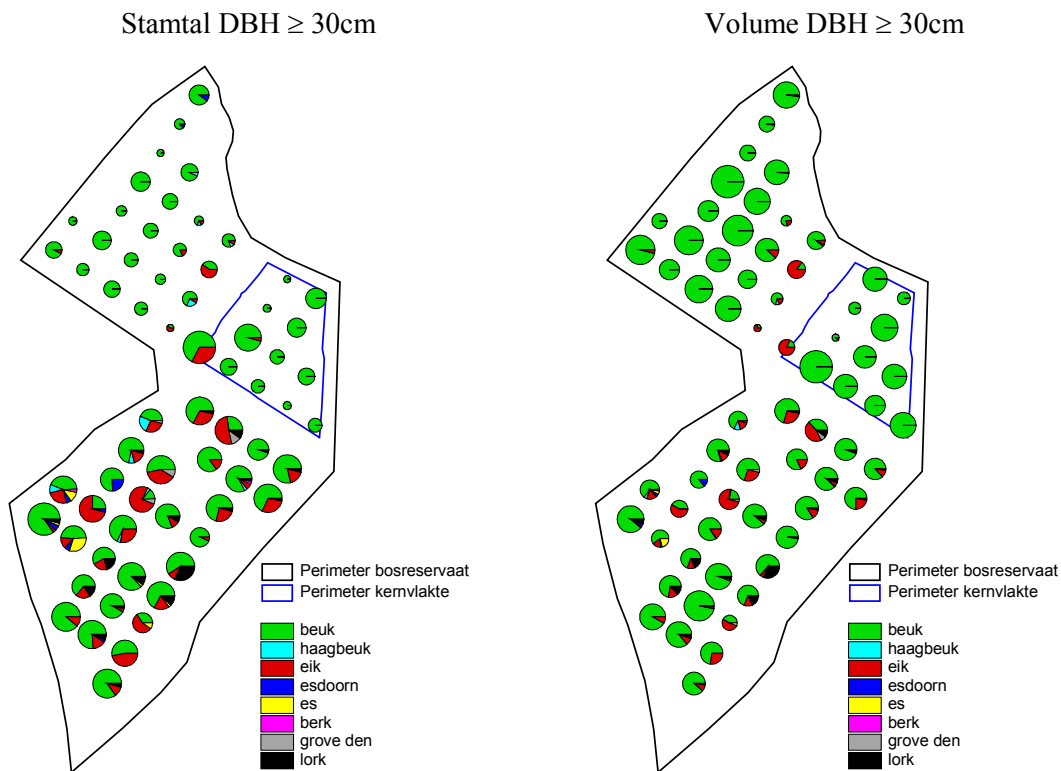 Stamtal DBH ≥ 30cm
Volume DBH ≥ 30cm
Perimeter bosreservaat
Perimeter kernvlakte
beuk
haagbeuk
eik
esdoorn
es
berk
grove den
lork
Perimeter bosreservaat
Perimeter kernvlakte
beuk
haagbeuk
eik
esdoorn
es
berk
grove den
lork